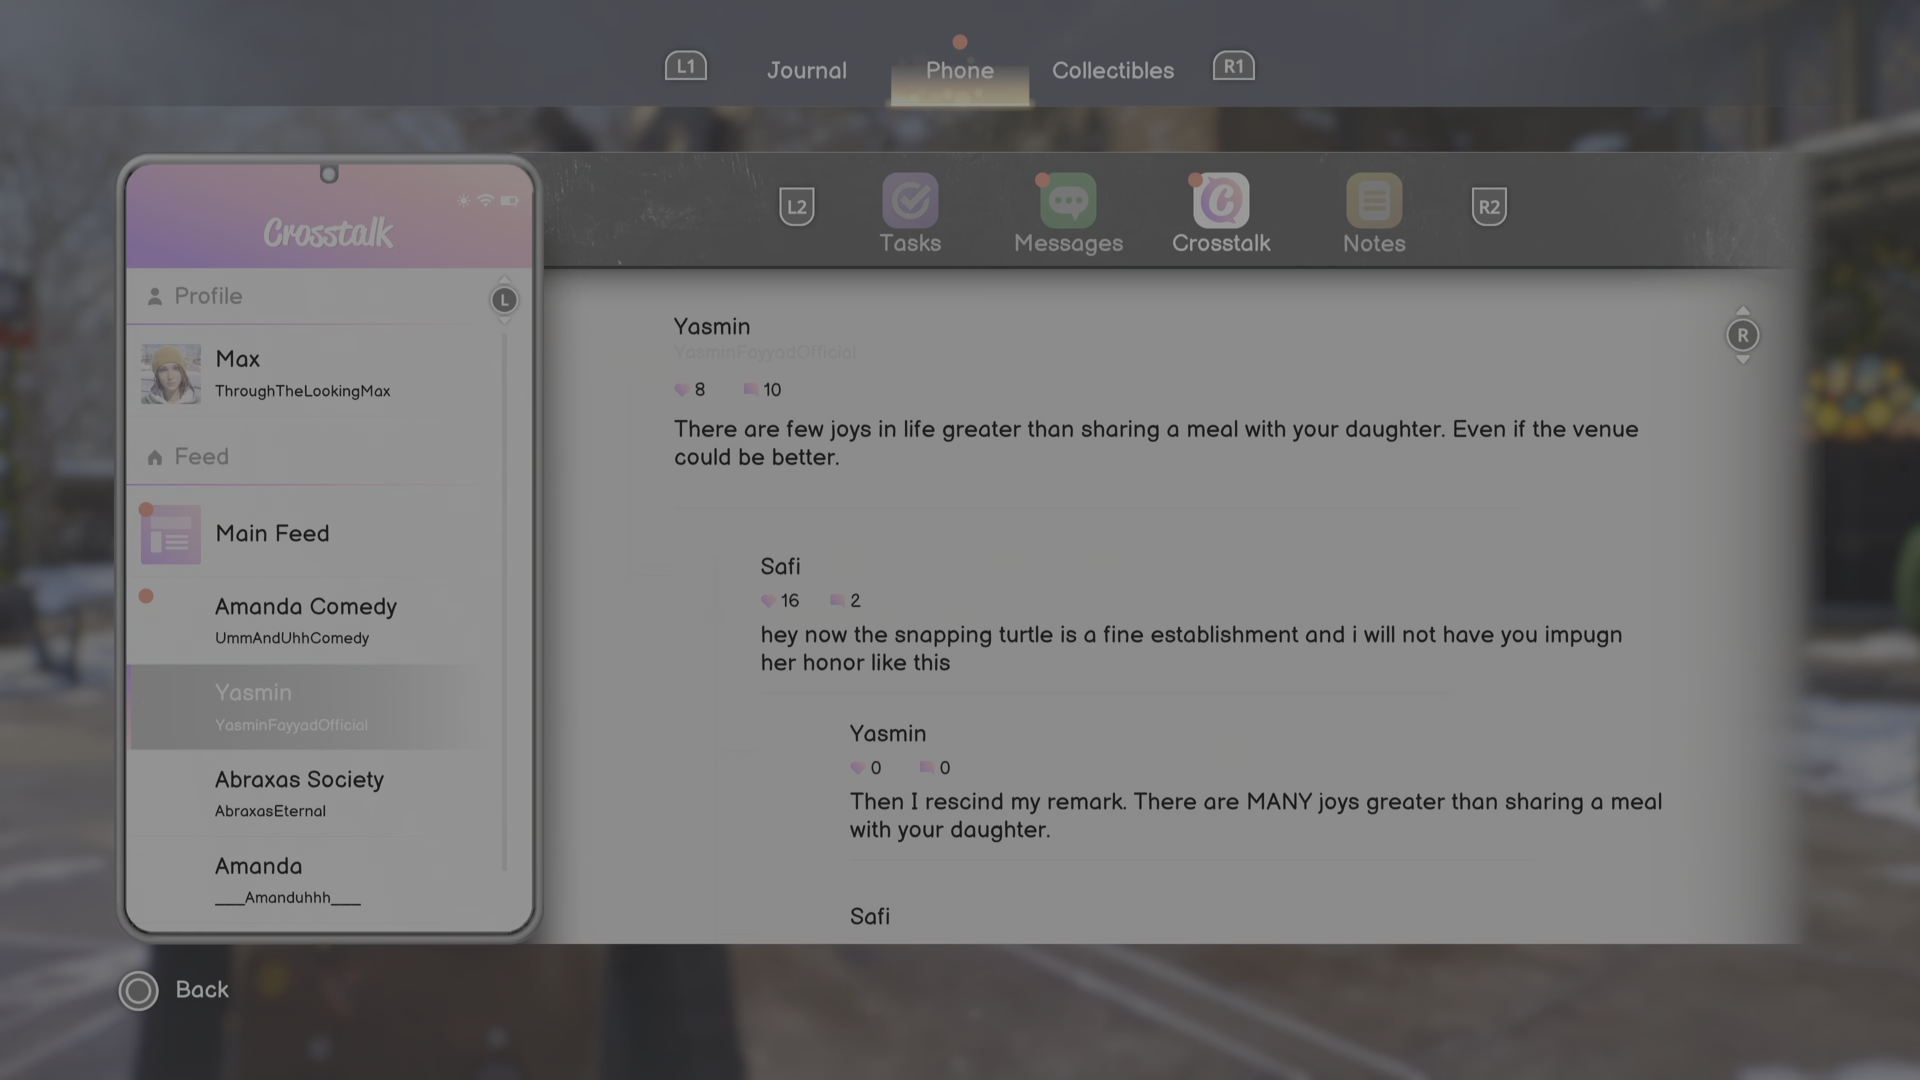 L1
Journal
Phone
Collectibles
R1
Crosstalk
L2
Tasks
Messages
Crosstalk
Notes
R2
Profile
L
Max
ThroughTheLookingMax
Feed
Main Feed
Amanda Comedy
UmmAndUhhComedy
Yasmin
YasminFayyadOfficial
Abraxas Society
AbraxasEternal
Amanda
___Amanduhhh___
R
Yasmin
YasminFayyadOfficial
8
10
There are few joys in life greater than sharing a meal with your daughter. Even if the venue
could be better.
Safi
16
2
hey now the snapping turtle is a fine establishment and i will not have you impugn
her honor like this
Yasmin
0
0
Then I rescind my remark. There are MANY joys greater than sharing a meal
with your daughter.
Safi
Back